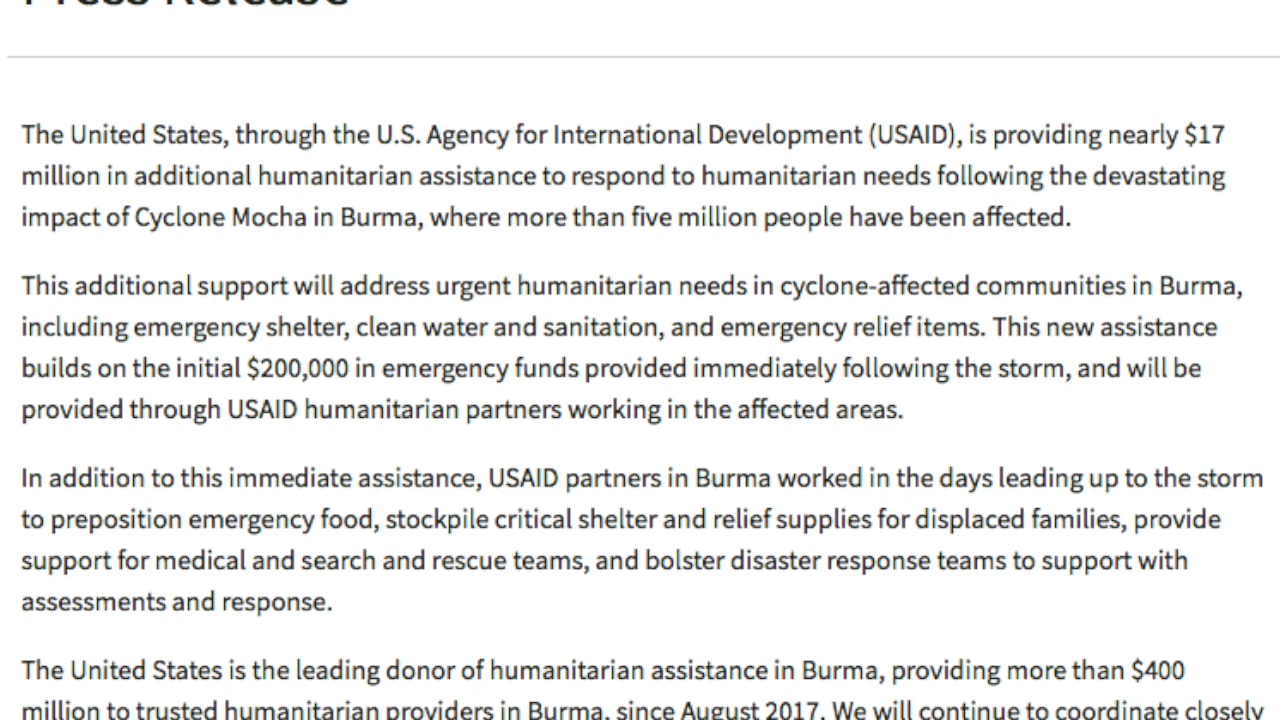 Press Release
The United States, through the U.S. Agency for International Development (USAID), is providing nearly $17
million in additional humanitarian assistance to respond to humanitarian needs following the devastating
impact of Cyclone Mocha in Burma, where more than five million people have been affected.
This additional support will address urgent humanitarian needs in cyclone-affected communities in Burma,
including emergency shelter, clean water and sanitation, and emergency relief items. This new assistance
builds on the initial $200,000 in emergency funds provided immediately following the storm, and will be
provided through USAID humanitarian partners working in the affected areas.
In addition to this immediate assistance, USAID partners in Burma worked in the days leading up to the storm
to preposition emergency food, stockpile critical shelter and relief supplies for displaced families, provide
support for medical and search and rescue teams, and bolster disaster response teams to support with
assessments and response.
The United States is the leading donor of humanitarian assistance in Burma, providing more than $400
million to trusted humanitarian providers in Burma, since August 2017. We will continue to coordinate closely